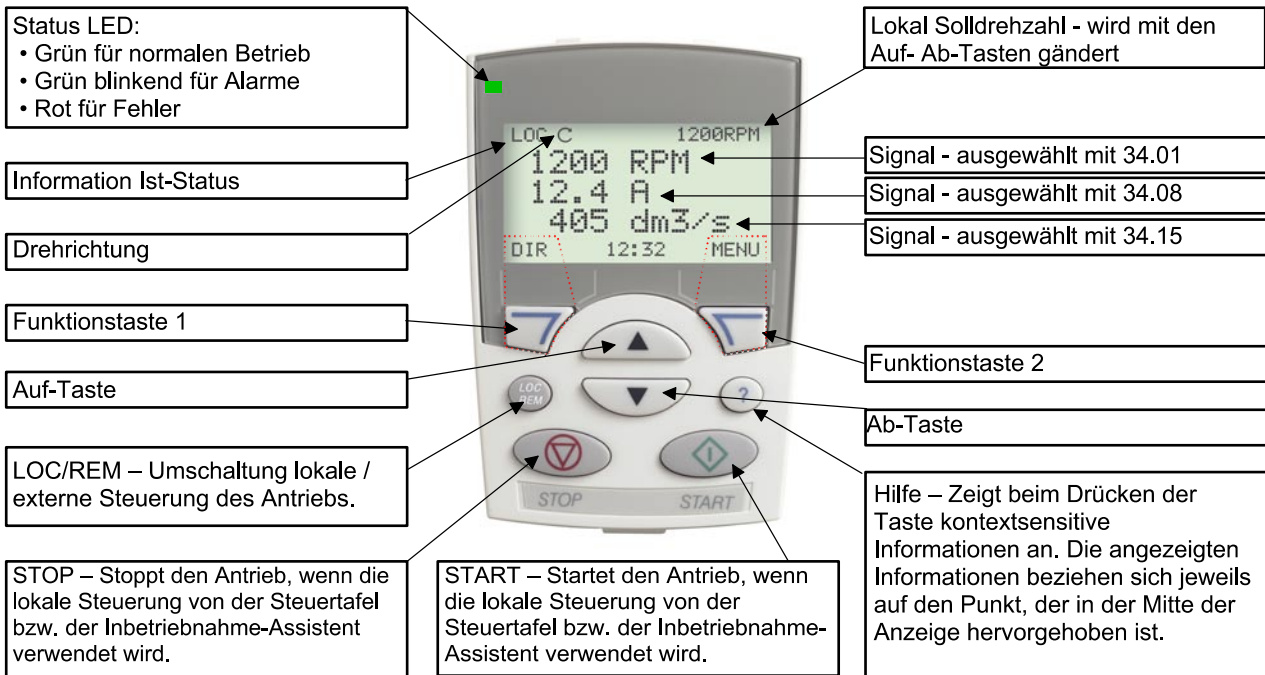 Status LED:
• Grün für normalen Betrieb
• Grün blinkend für Alarme
• Rot für Fehler
Information Ist-Status
Drehrichtung
Funktionstaste 1
Auf-Taste
LOC/REM – Umschaltung lokale /
externe Steuerung des Antriebs.
STOP – Stoppt den Antrieb, wenn die
lokale Steuerung von der Steuertafel
bzw. der Inbetriebnahme-Assistent
verwendet wird.
LOC C 1200RPM
1200 RPM
12.4 A
405 dm3/s
DIR 12:32 MENU
LOC
REM
?
STOP START
START – Startet den Antrieb, wenn
die lokale Steuerung von der
Steuertafel bzw. der Inbetriebnahme-
Assistent verwendet wird.
Lokal Solldrehzahl - wird mit den
Auf- Ab-Tasten gändert
Signal - ausgewählt mit 34.01
Signal - ausgewählt mit 34.08
Signal - ausgewählt mit 34.15
Funktionstaste 2
Ab-Taste
Hilfe – Zeigt beim Drücken der
Taste kontextsensitive
Informationen an. Die angezeigten
Informationen beziehen sich jeweils
auf den Punkt, der in der Mitte der
Anzeige hervorgehoben ist.